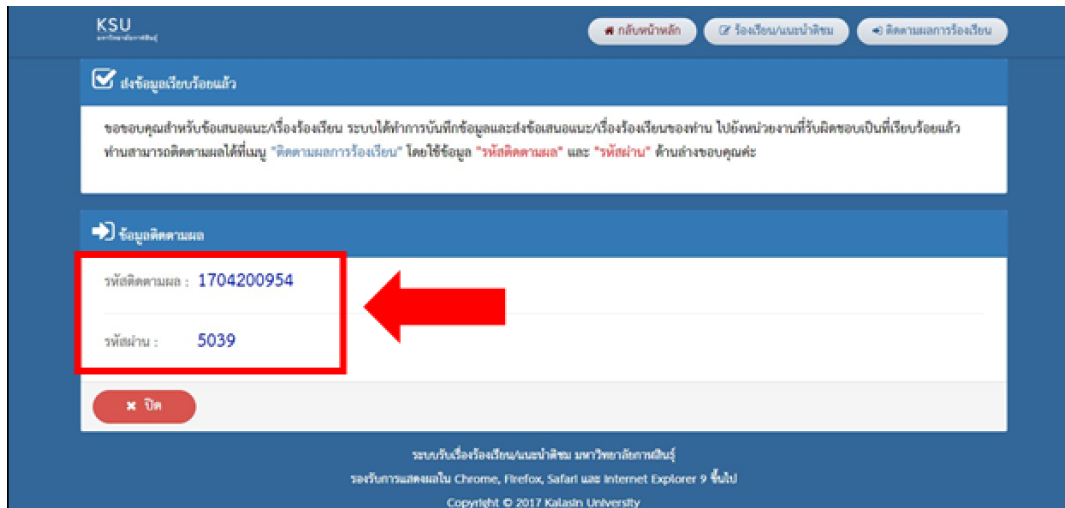 KSU
มหาวิทยาลัยกาฬสินธุ์
กลับหน้าหลัก
ร้องเรียน/แนะนำติชม
ติดตามผลการร้องเรียน
ส่งข้อมูลเรียบร้อยแล้ว
ขอขอบคุณสำหรับข้อเสนอแนะ/เรื่องร้องเรียน ระบบได้ทำการบันทึกข้อมูลและส่งข้อเสนอแนะ/เรื่องร้องเรียนของท่าน ไปยังหน่วยงานที่รับผิดชอบเป็นที่เรียบร้อยแล้ว
ท่านสามารถติดตามผลได้ที่เมนู "ติดตามผลการร้องเรียน" โดยใช้ข้อมูล "รหัสติดตามผล" และ "รหัสผ่าน" ด้านล่างขอบคุณค่ะ
ข้อมูลติดตามผล
รหัสติดตามผล : 1704200954
รหัสผ่าน : 5039
ปิด
ระบบรับเรื่องร้องเรียน/แนะนำติชม มหาวิทยาลัยกาฬสินธุ์
รองรับการแสดงผลใน Chrome, Firefox, Safari และ Internet Explorer 9 ขึ้นไป
Copyright © 2017 Kalasin University